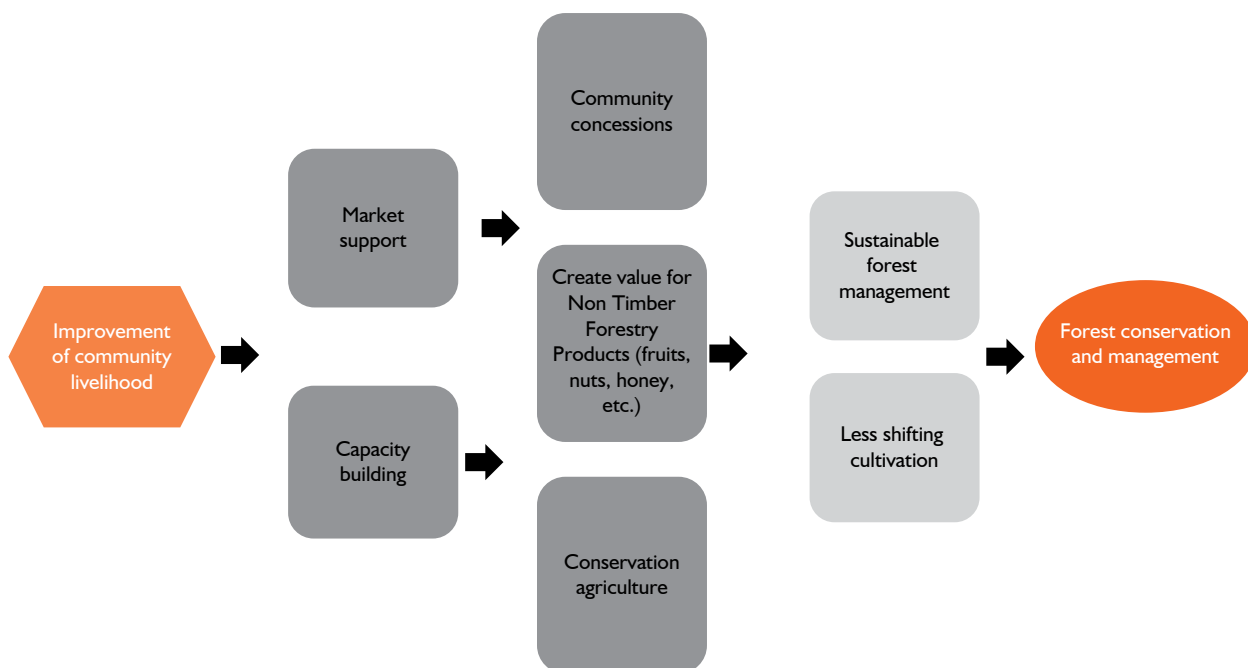 Improvement
of community
livelihood
Market
support
Capacity
building
Community
concessions
Create value for
Non Timber
Forestry
Products (fruits,
nuts, honey,
etc.)
Conservation
agriculture
Sustainable
forest
management
Less shifting
cultivation
Forest conservation
and management